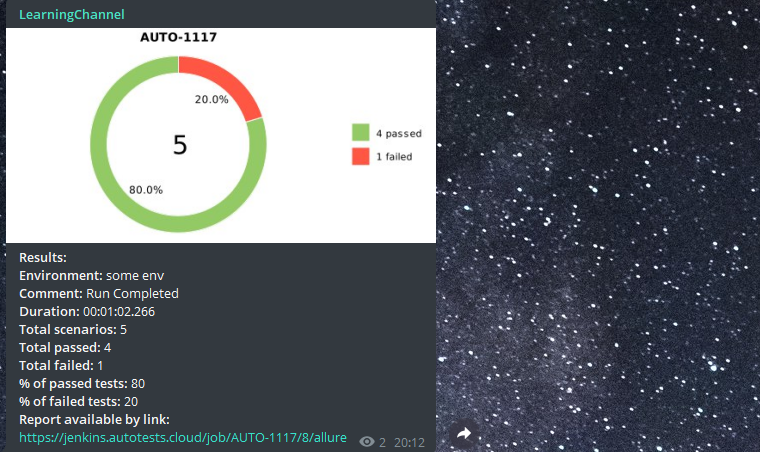 LearningChannel
AUTO-1117
20.0%
5
80.0%
4 passed
1 failed
Results:
Environment: some env
Comment: Run Completed
Duration: 00:01:02.266
Total scenarios: 5
Total passed: 4
Total failed: 1
% of passed tests: 80
% of failed tests: 20
Report available by link:
https://jenkins.autotests.cloud/job/AUTO-1117/8/allure
2 20:12